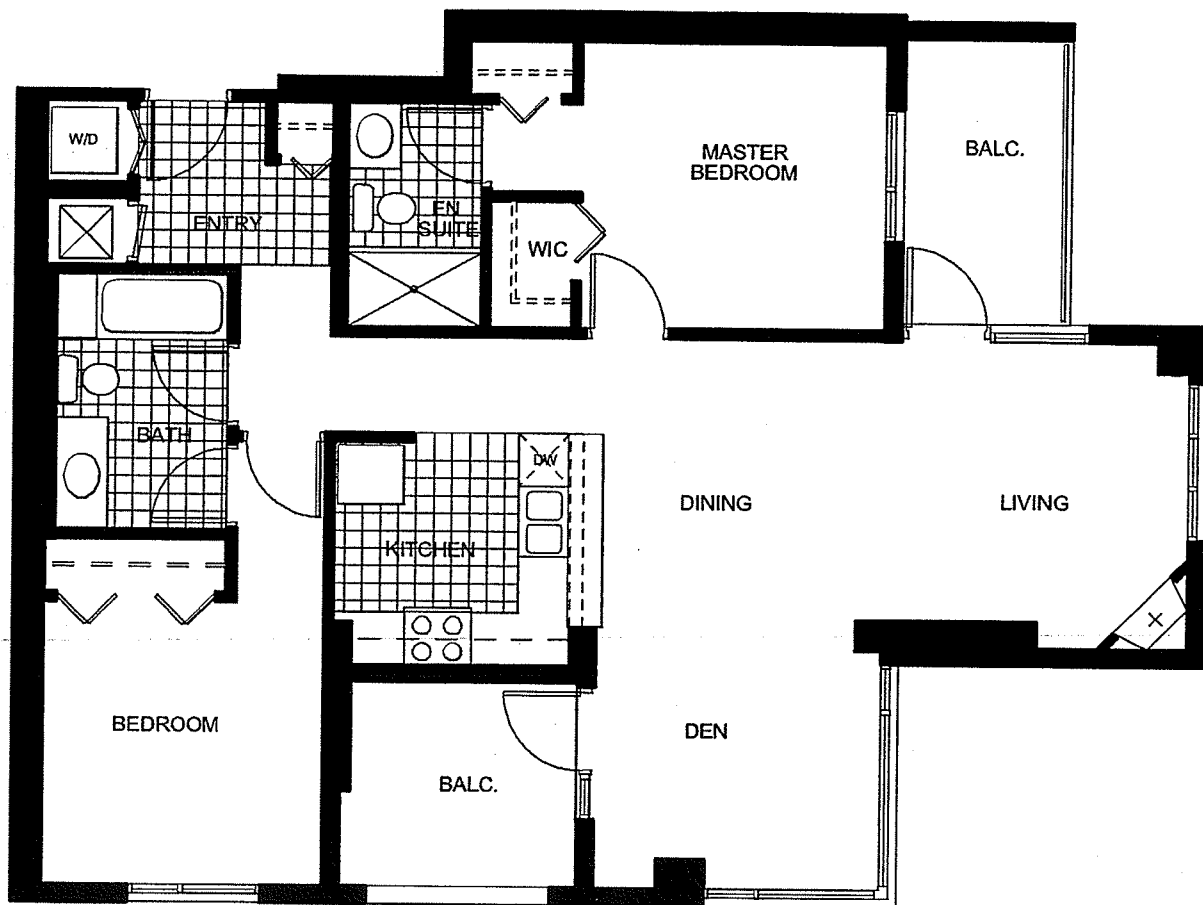 W/D
MASTER
BEDROOM
BALC.
ENTRY
EN
SUITE
WIC
BATH
DW
DINING
LIVING
KITCHEN
BEDROOM
DEN
BALC.